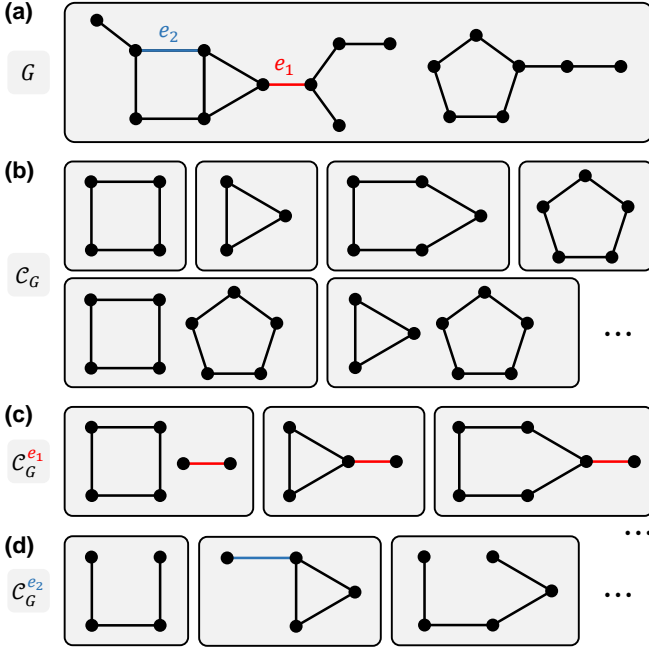 (a)
G
e₂
e₁
(b)
𝒞_G
...
(c)
𝒞_G^{e₁}
...
(d)
𝒞_G^{e₂}
...